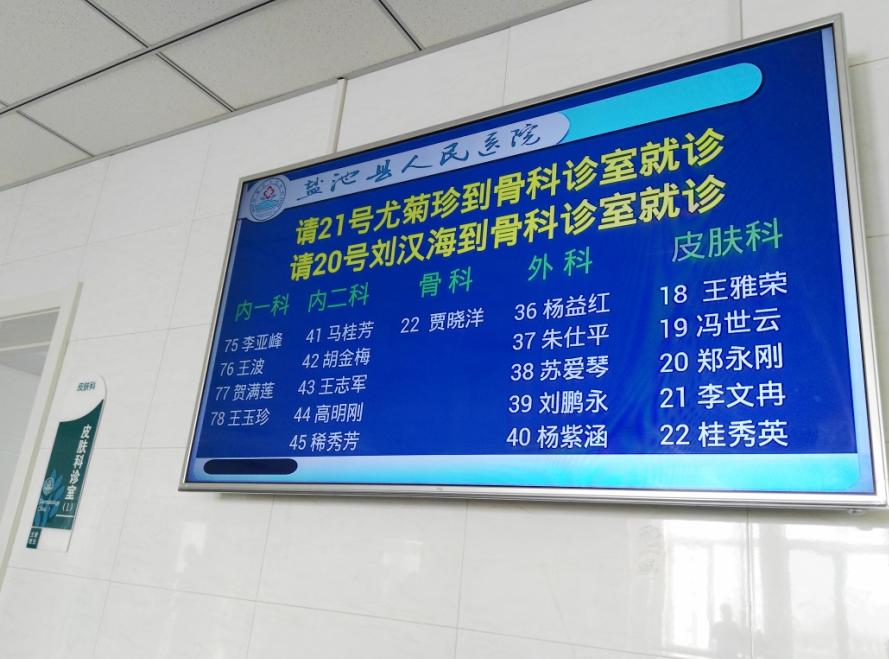 盐池县人民医院
请21号尤菊珍到骨科诊室就诊
请20号刘汉海到骨科诊室就诊
内一科 内二科 骨科 外科 皮肤科
75 李亚峰 41 马桂芳 22 贾晓洋 36 杨益红 18 王雅荣
76 王波 42 胡金梅 37 朱仕平 19 冯世云
77 贺满莲 43 王志军 38 苏爱琴 20 郑永刚
78 王玉珍 44 高明刚 39 刘鹏永 21 李文冉
45 稀秀芳 40 杨紫涵 22 桂秀英
皮肤科
皮肤科诊室(1)